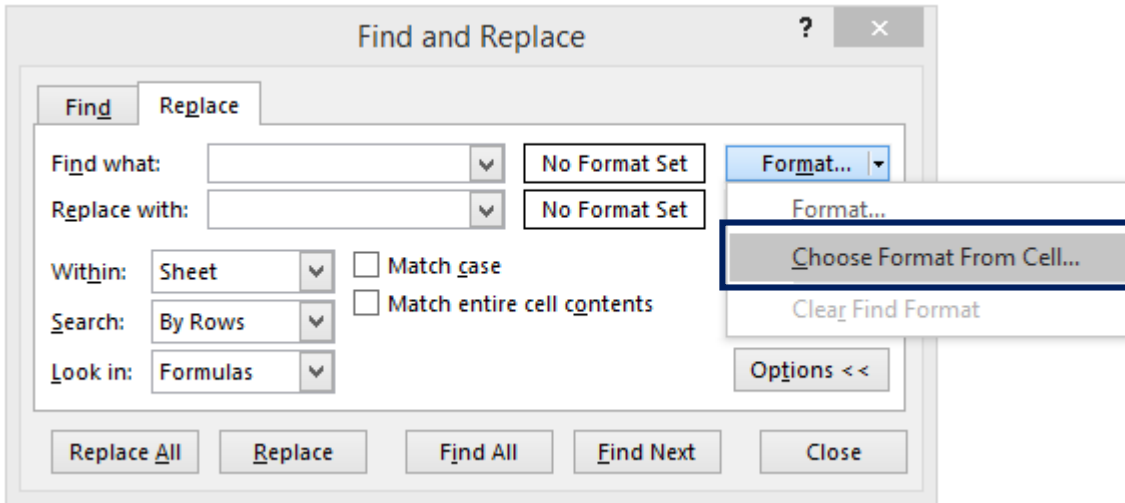 Find and Replace ? ×
Find Replace
Find what: No Format Set Format...
Replace with: No Format Set Format...
Choose Format From Cell...
Within: Sheet Match case
Match entire cell contents
Clear Find Format
Search: By Rows
Look in: Formulas Options <<
Replace All Replace Find All Find Next Close